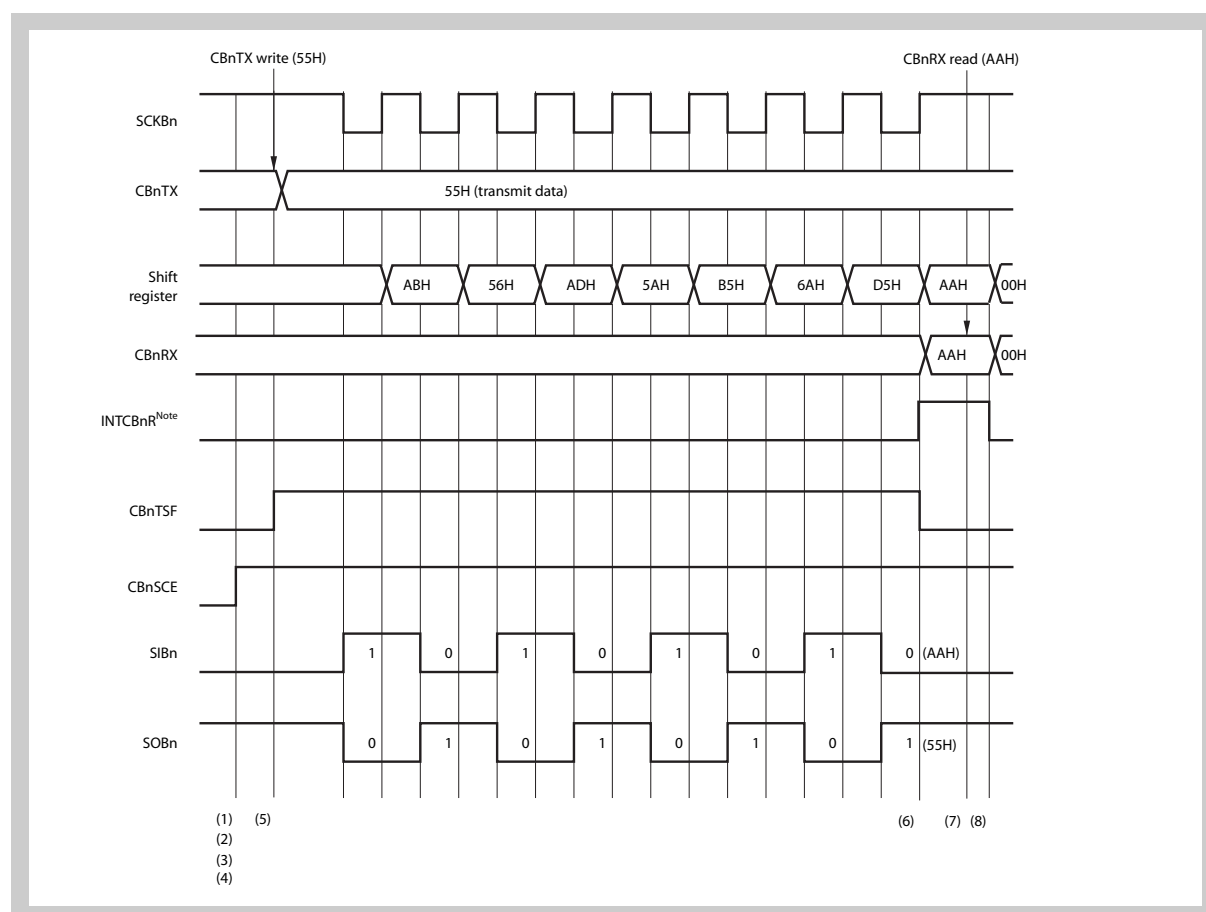 CBnTX write (55H) CBnRX read (AAH)
SCKBn
CBnTX 55H (transmit data)
Shift register ABH 56H ADH 5AH B5H 6AH D5H AAH 00H
CBnRX AAH 00H
INTCBnRNote
CBnTSF
CBnSCE
SIBn 1 0 1 0 1 0 1 0 (AAH)
SOBn 0 1 0 1 0 1 0 1 (55H)
(1) (5) (6) (7) (8)
(2)
(3)
(4)